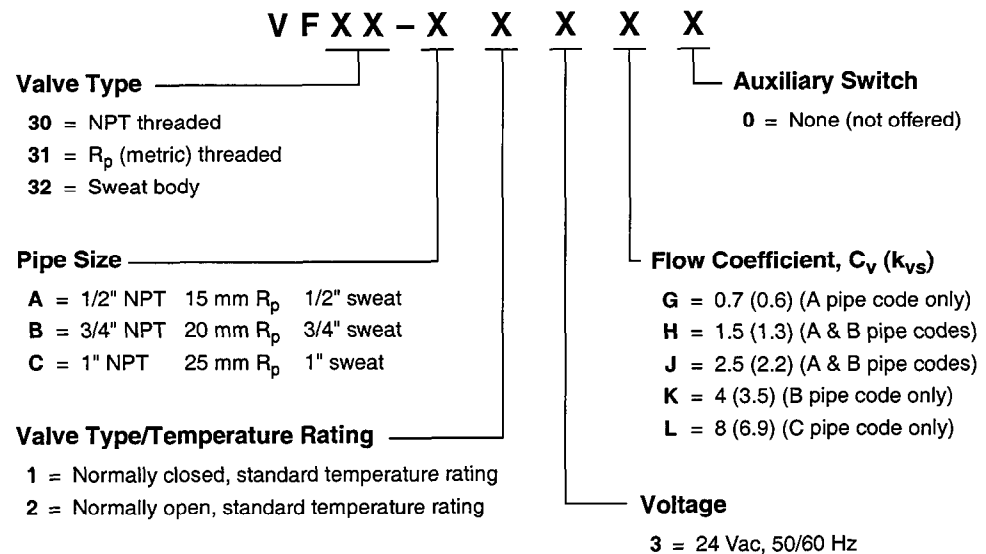 V F X X – X X X X X
Valve Type
30 = NPT threaded
31 = Rp (metric) threaded
32 = Sweat body
Auxiliary Switch
0 = None (not offered)
Pipe Size
A = 1/2" NPT 15 mm Rp 1/2" sweat
B = 3/4" NPT 20 mm Rp 3/4" sweat
C = 1" NPT 25 mm Rp 1" sweat
Flow Coefficient, Cv (kvs)
G = 0.7 (0.6) (A pipe code only)
H = 1.5 (1.3) (A & B pipe codes)
J = 2.5 (2.2) (A & B pipe codes)
K = 4 (3.5) (B pipe code only)
L = 8 (6.9) (C pipe code only)
Valve Type/Temperature Rating
1 = Normally closed, standard temperature rating
2 = Normally open, standard temperature rating
Voltage
3 = 24 Vac, 50/60 Hz